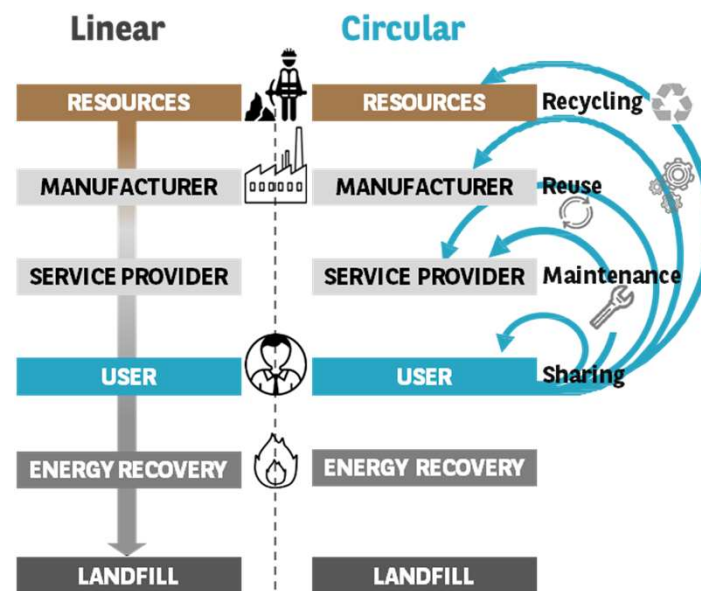 Linear
Circular
RESOURCES
RESOURCES
Recycling
MANUFACTURER
MANUFACTURER
Reuse
SERVICE PROVIDER
SERVICE PROVIDER
Maintenance
USER
USER
Sharing
ENERGY RECOVERY
ENERGY RECOVERY
LANDFILL
LANDFILL